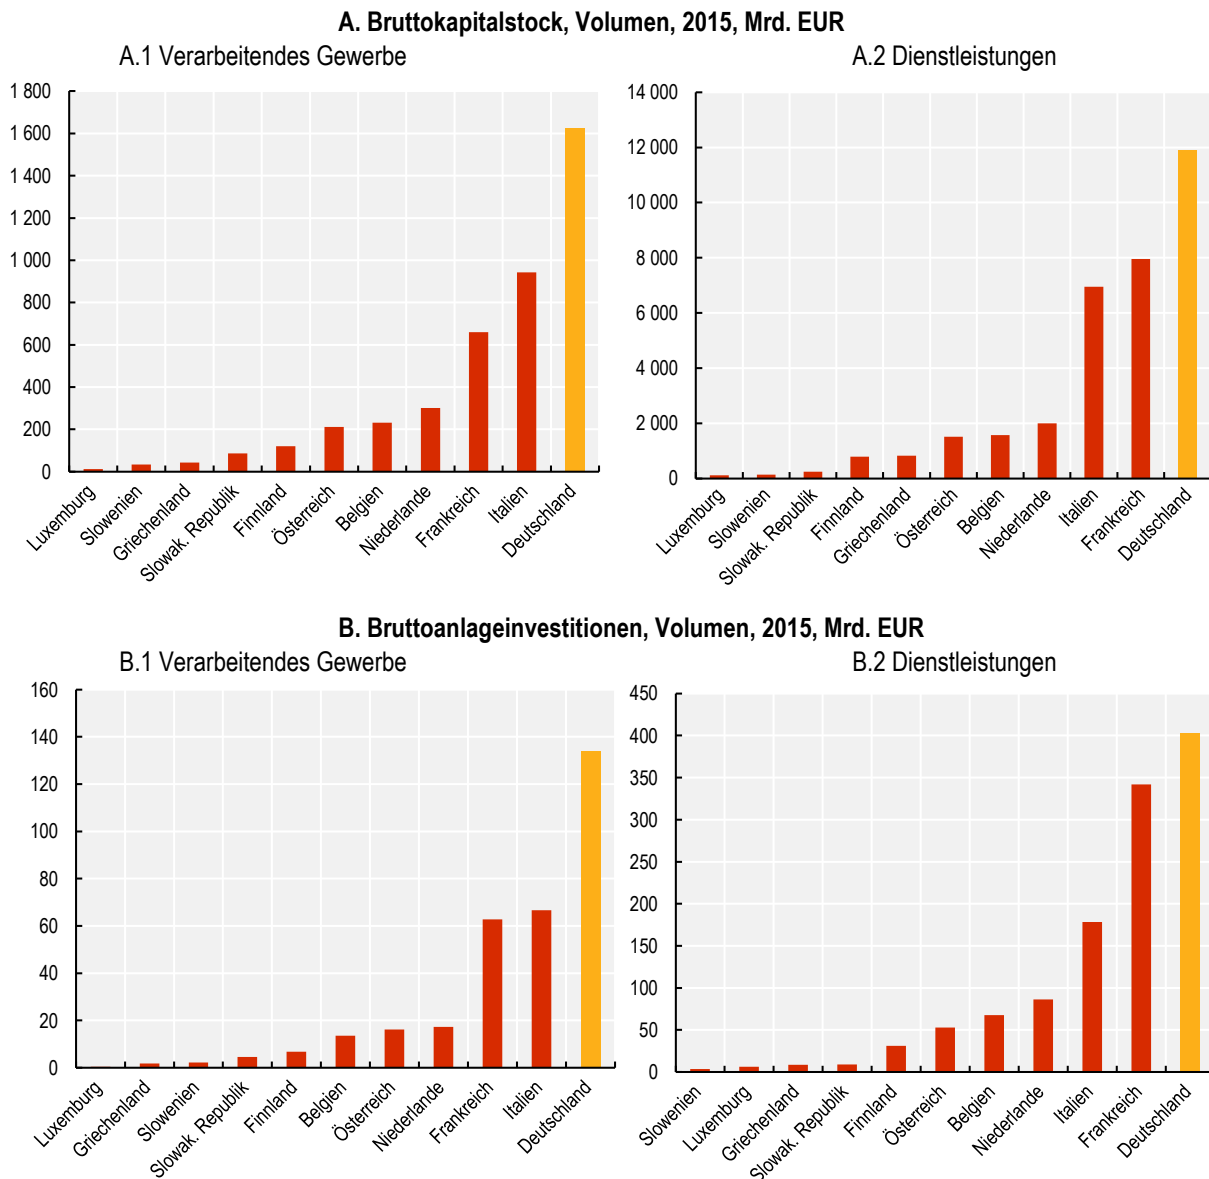 A. Bruttokapitalstock, Volumen, 2015, Mrd. EUR
A.1 Verarbeitendes Gewerbe
1 800
1 600
1 400
1 200
1 000
800
600
400
200
0
Luxemburg
Slowenien
Griechenland
Slowak. Republik
Finnland
Österreich
Belgien
Niederlande
Frankreich
Italien
Deutschland
A.2 Dienstleistungen
14 000
12 000
10 000
8 000
6 000
4 000
2 000
0
Luxemburg
Slowenien
Slowak. Republik
Finnland
Griechenland
Österreich
Belgien
Niederlande
Italien
Frankreich
Deutschland
B. Bruttoanlageinvestitionen, Volumen, 2015, Mrd. EUR
B.1 Verarbeitendes Gewerbe
160
140
120
100
80
60
40
20
0
Luxemburg
Griechenland
Slowenien
Slowak. Republik
Finnland
Belgien
Österreich
Niederlande
Frankreich
Italien
Deutschland
B.2 Dienstleistungen
450
400
350
300
250
200
150
100
50
0
Slowenien
Luxemburg
Griechenland
Slowak. Republik
Finnland
Österreich
Belgien
Niederlande
Italien
Frankreich
Deutschland